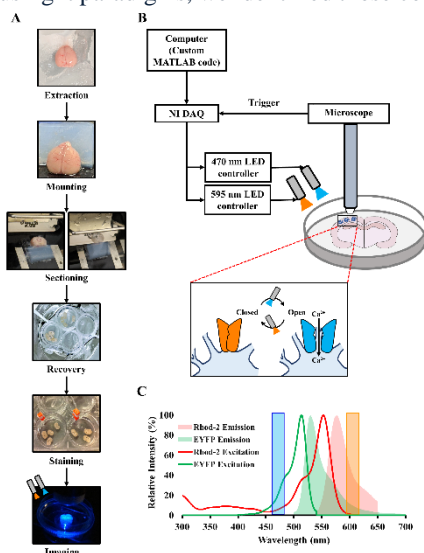 A
Extraction
Mounting
Sectioning
Recovery
Staining
B
Computer
(Custom
MATLAB code)
Trigger
NI DAQ
Microscope
470 nm LED
controller
595 nm LED
controller
Closed
Open
Ca²⁺
Ca²⁺
C
Relative Intensity (%)
100
80
60
40
20
0
Rhod-2 Emission
EYFP Emission
Rhod-2 Excitation
EYFP Excitation
300
400
450
500
550
600
650
700
Wavelength (nm)